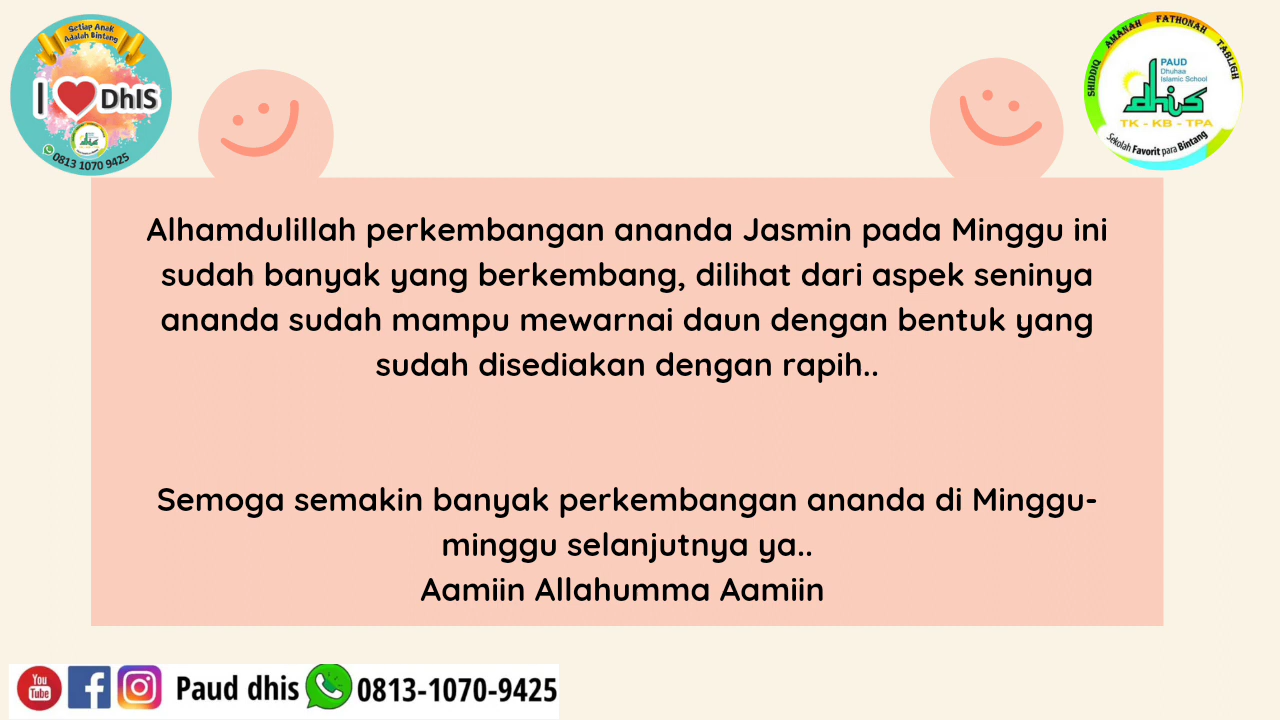 Setiap Anak
Adalah Bintang
I DhIS
dhis
0813 1070 9425
SHIDDIQ AMANAH FATHONAH TABLIGH
PAUD
Dhuhaa
Islamic School
dhis
TK - KB - TPA
Sekolah Favorit para Bintang
Alhamdulillah perkembangan ananda Jasmin pada Minggu ini
sudah banyak yang berkembang, dilihat dari aspek seninya
ananda sudah mampu mewarnai daun dengan bentuk yang
sudah disediakan dengan rapih..
Semoga semakin banyak perkembangan ananda di Minggu-
minggu selanjutnya ya..
Aamiin Allahumma Aamiin
You
Tube
Paud dhis
0813-1070-9425